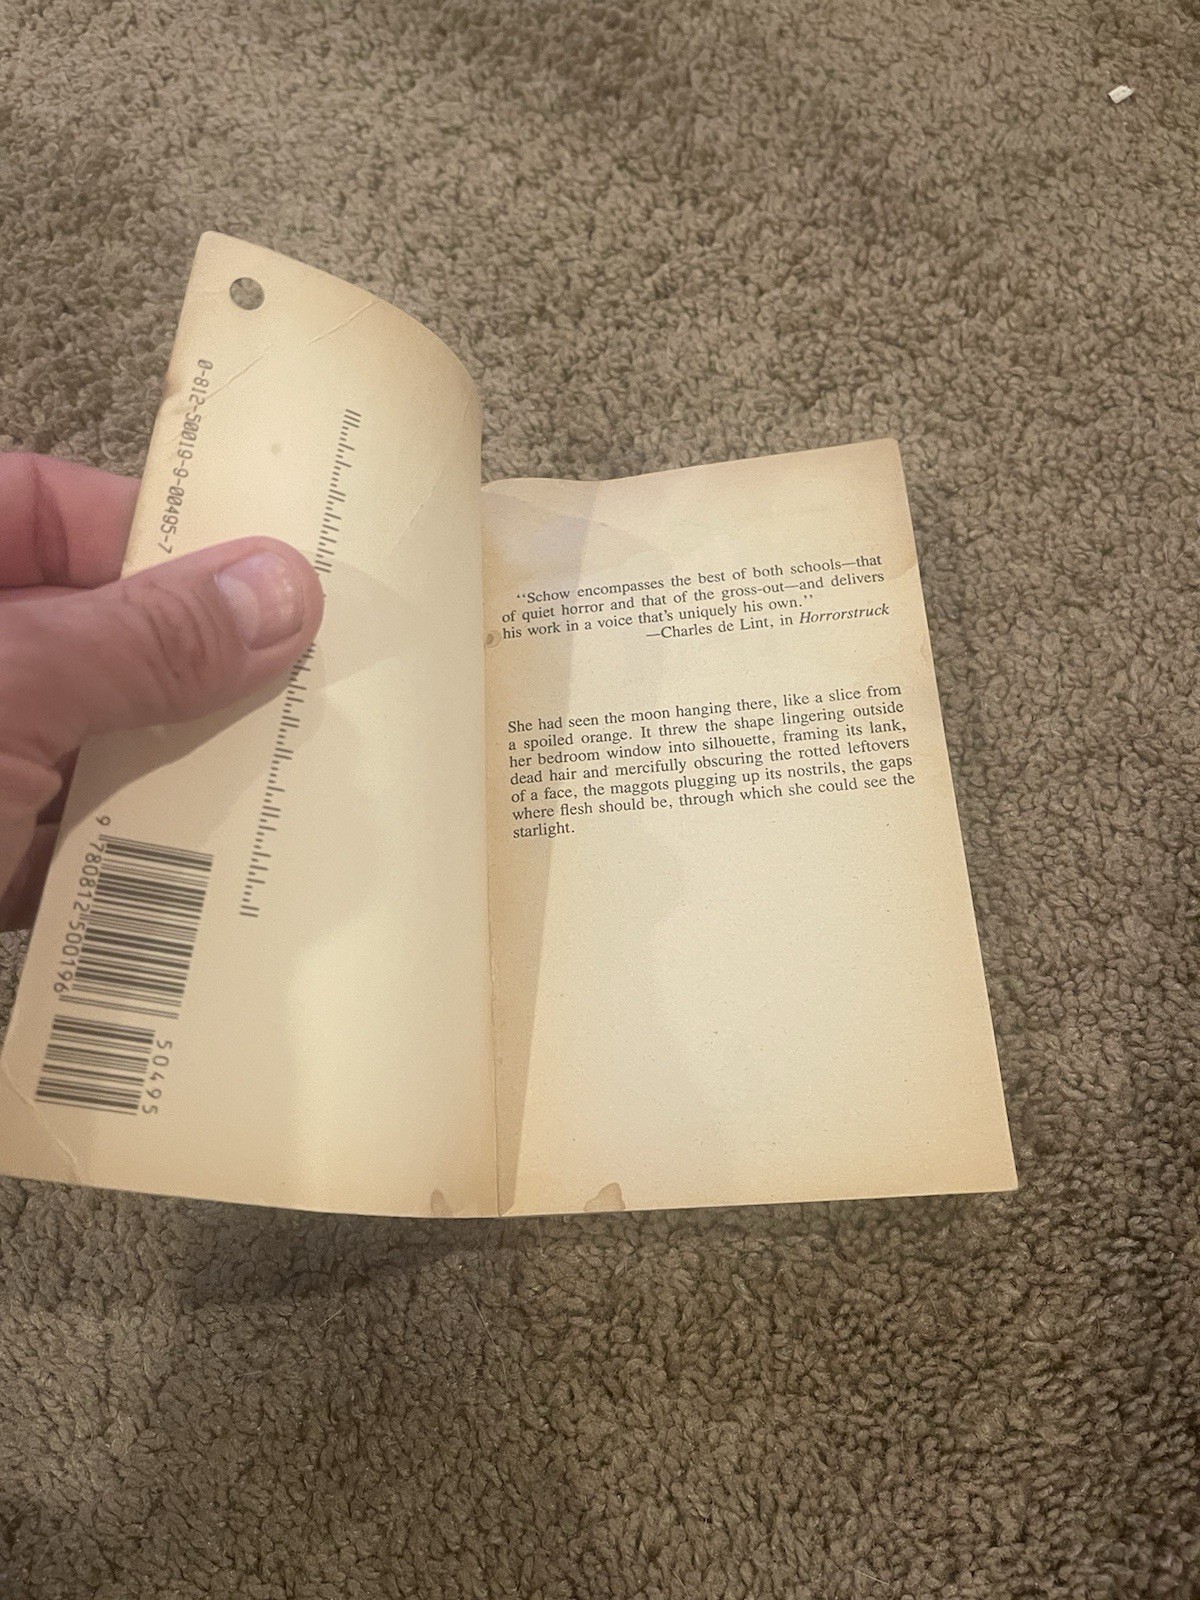 0-812-50019-9-00495-7
9 780812 500196
50495
“Schow encompasses the best of both schools—that
of quiet horror and that of the gross-out—and delivers
his work in a voice that's uniquely his own.”
—Charles de Lint, in Horrorstruck
She had seen the moon hanging there, like a slice from
a spoiled orange. It threw the shape lingering outside
her bedroom window into silhouette, framing its lank,
dead hair and mercifully obscuring the rotted leftovers
of a face, the maggots plugging up its nostrils, the gaps
where flesh should be, through which she could see the
starlight.